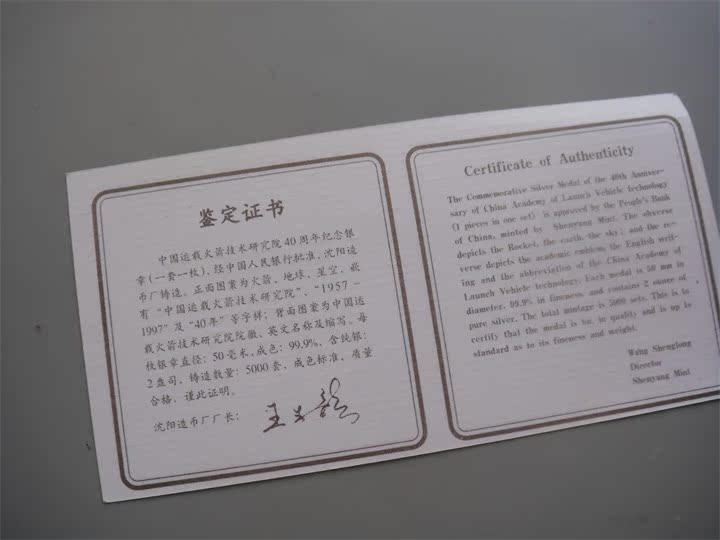 鉴定证书
中国运载火箭技术研究院40周年纪念银
章(一套一枚),经中国人民银行批准,沈阳造
币厂铸造。正面图案为火箭、地球、星空,嵌
有“中国运载火箭技术研究院”、“1957-
1997”及“40年”等字样;背面图案为中国运
载火箭技术研究院院徽、英文名称及缩写。每
枚银章直径:50毫米,成色:99.9%,含纯银:
2盎司,铸造数量:5000套,成色标准,质量
合格,谨此证明。
沈阳造币厂厂长:
Certificate of Authenticity
The Commemorative Silver Medal of the 40th Anniver-
sary of China Academy of Launch Vehicle technology
(1 pieces in one set) is approved by the People's Bank
of China, minted by Shenyang Mint. The obverse
depicts the Rocket, the earth, the sky; and the re-
verse depicts the academic emblem, the English writ-
ing and the abbreviation of the China Academy of
Launch Vehicle technology. Each medal is 50 mm in
diameter, 99.9% in fineness and contains 2 ounce of
pure silver. The total mintage is 5000 sets. This is to
certify that the medal is in quality and is up to
standard as to its fineness and weight.
Wang Shenglong
Director
Shenyang Mint